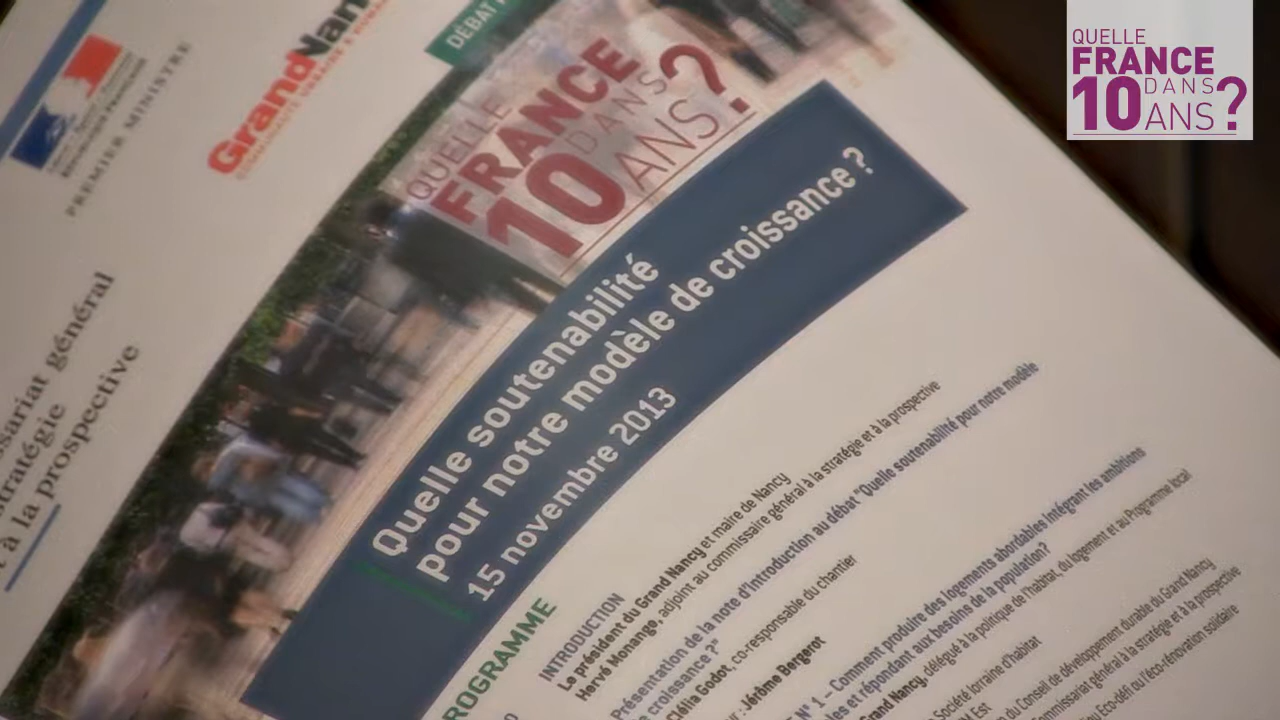 QUELLE
FRANCE
10 DANS
ANS?
PREMIER MINISTRE
GrandNan
DÉBAT
QUELLE
FRANCE
10 DANS
ANS?
ssariat général
stratégie
t à la prospective
Quelle soutenabilité
pour notre modèle de croissance ?
15 novembre 2013
ROGRAMME
INTRODUCTION
Le président du Grand Nancy et maire de Nancy
Hervé Monange, adjoint au commissaire général à la stratégie et à la prospective
Présentation de la note d'introduction au débat "Quelle soutenabilité pour notre modèle
e croissance ?"
Clélia Godot, co-responsable du chantier
: Jérôme Bergerot
N° 1 – Comment produire des logements abordables intégrant les ambitions
les et répondant aux besoins de la population?
Grand Nancy, délégué à la politique de l'habitat, du logement et au Programme local
Société lorraine d'habitat
Est
du Conseil de développement durable du Grand Nancy
Commissariat général à la stratégie et à la prospective
ou Eco-défi ou l'éco-rénovation solidaire